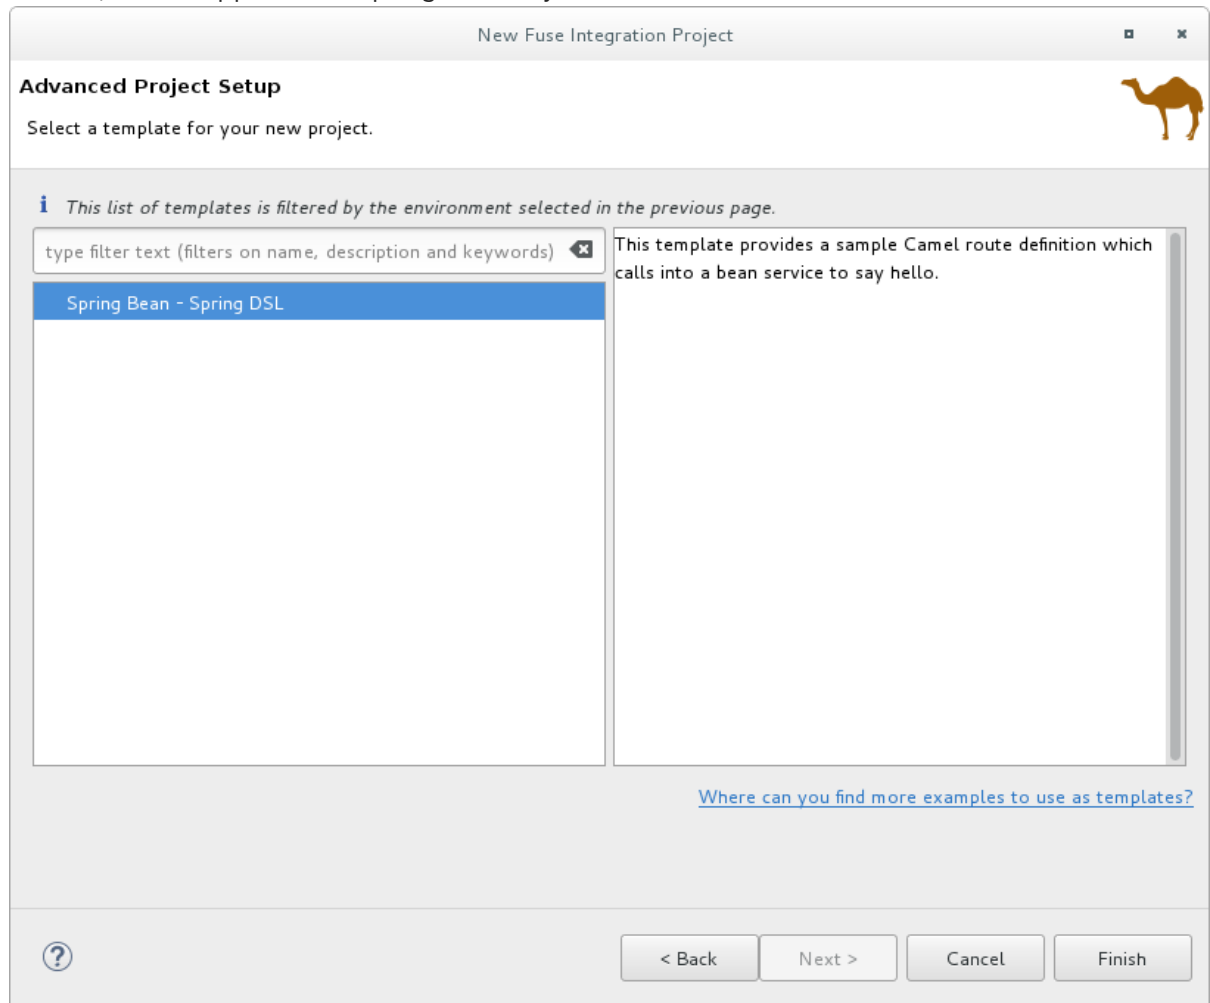 New Fuse Integration Project
Advanced Project Setup
Select a template for your new project.
i This list of templates is filtered by the environment selected in the previous page.
type filter text (filters on name, description and keywords)
This template provides a sample Camel route definition which
calls into a bean service to say hello.
Spring Bean - Spring DSL
Where can you find more examples to use as templates?
?
< Back
Next >
Cancel
Finish